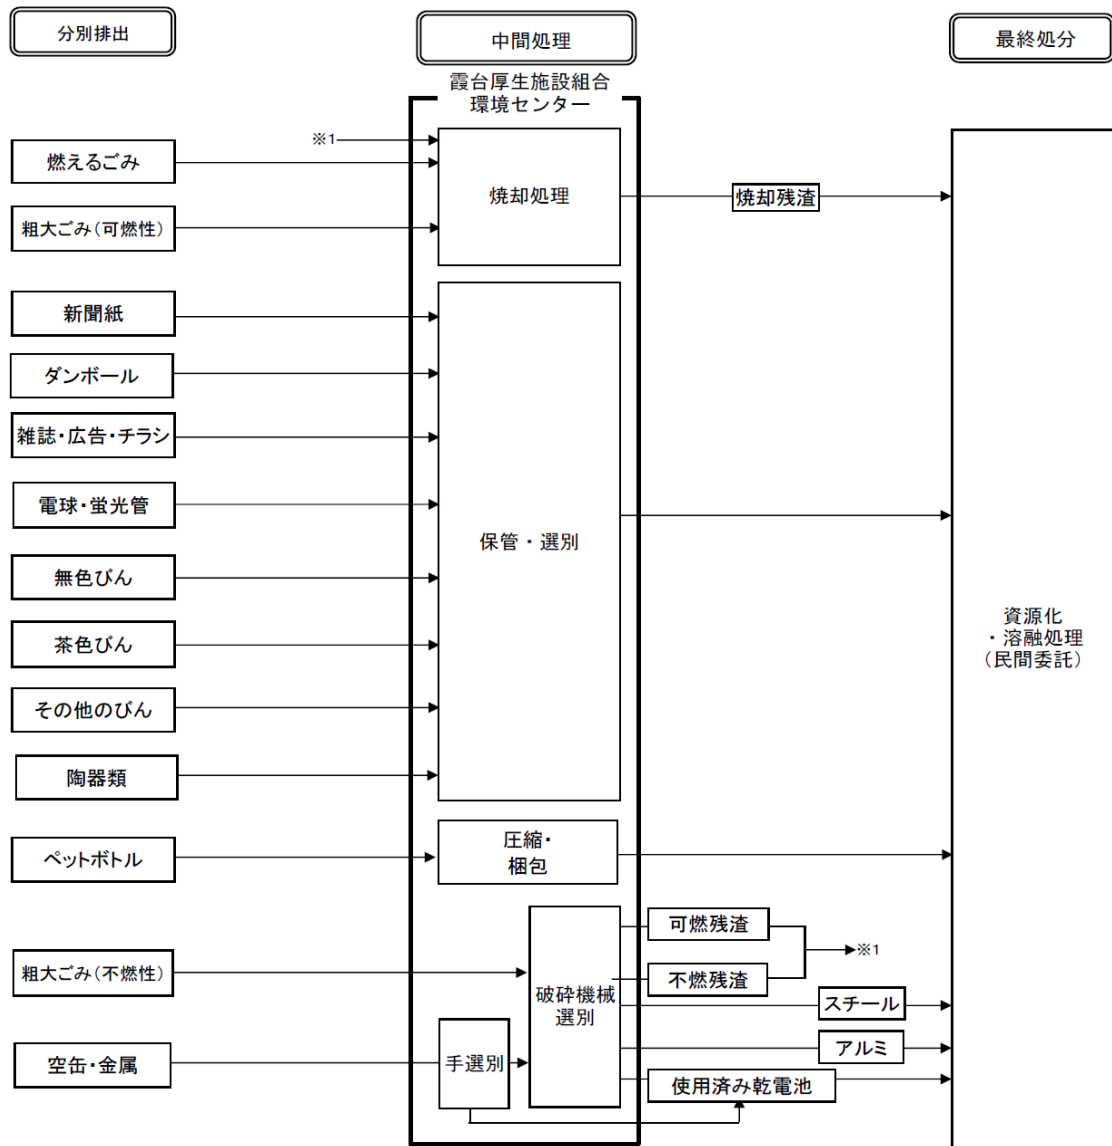 分別排出
中間処理
最終処分
霞台厚生施設組合
環境センター
※1
燃えるごみ
粗大ごみ(可燃性)
焼却処理
焼却残渣
新聞紙
ダンボール
雑誌・広告・チラシ
電球・蛍光管
無色びん
茶色びん
その他のびん
陶器類
保管・選別
資源化
・溶融処理
(民間委託)
ペットボトル
圧縮・
梱包
粗大ごみ(不燃性)
空缶・金属
手選別
破砕機械
選別
可燃残渣
不燃残渣
※1
スチール
アルミ
使用済み乾電池